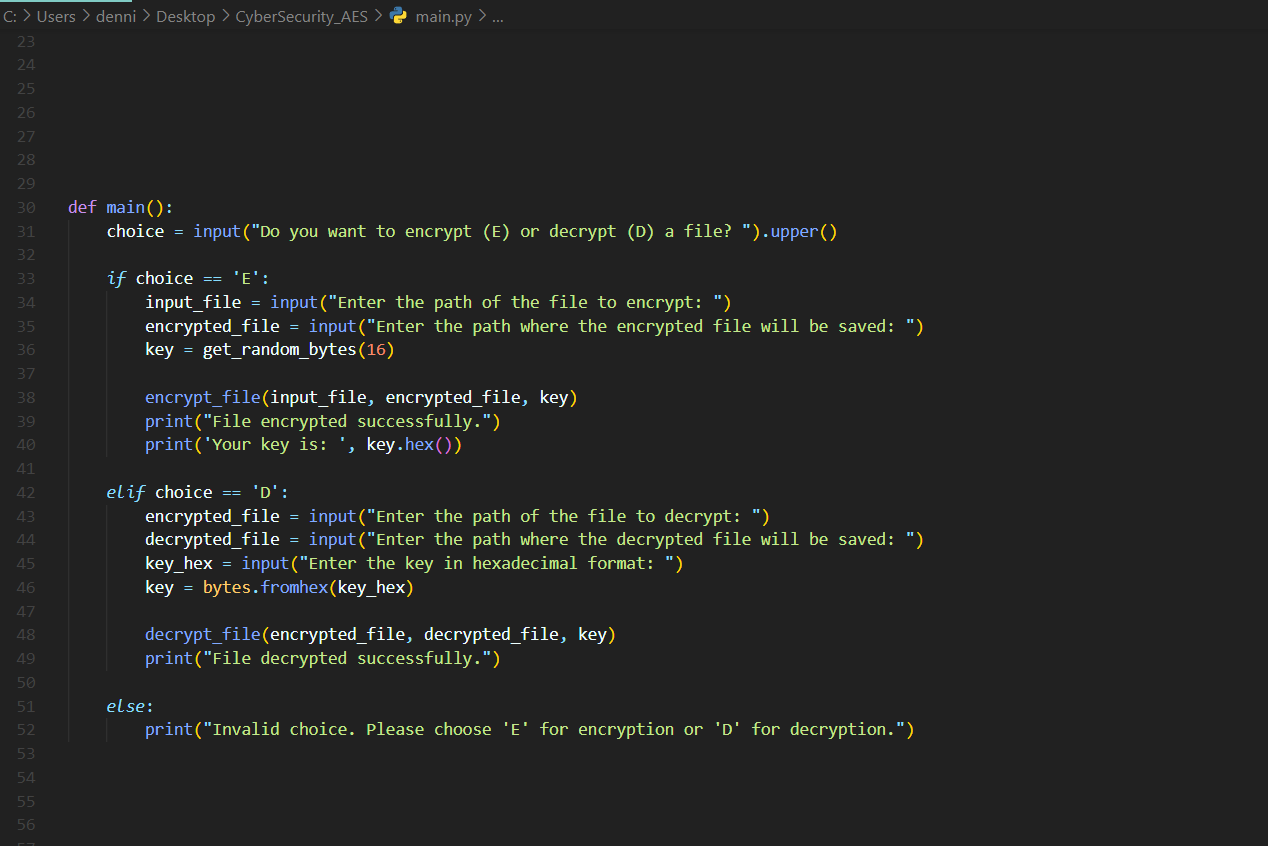 C: > Users > denni > Desktop > CyberSecurity_AES > main.py > ...
23
24
25
26
27
28
29
30 def main():
31     choice = input("Do you want to encrypt (E) or decrypt (D) a file? ").upper()
32
33     if choice == 'E':
34         input_file = input("Enter the path of the file to encrypt: ")
35         encrypted_file = input("Enter the path where the encrypted file will be saved: ")
36         key = get_random_bytes(16)
37
38         encrypt_file(input_file, encrypted_file, key)
39         print("File encrypted successfully.")
40         print('Your key is: ', key.hex())
41
42     elif choice == 'D':
43         encrypted_file = input("Enter the path of the file to decrypt: ")
44         decrypted_file = input("Enter the path where the decrypted file will be saved: ")
45         key_hex = input("Enter the key in hexadecimal format: ")
46         key = bytes.fromhex(key_hex)
47
48         decrypt_file(encrypted_file, decrypted_file, key)
49         print("File decrypted successfully.")
50
51     else:
52         print("Invalid choice. Please choose 'E' for encryption or 'D' for decryption.")
53
54
55
56